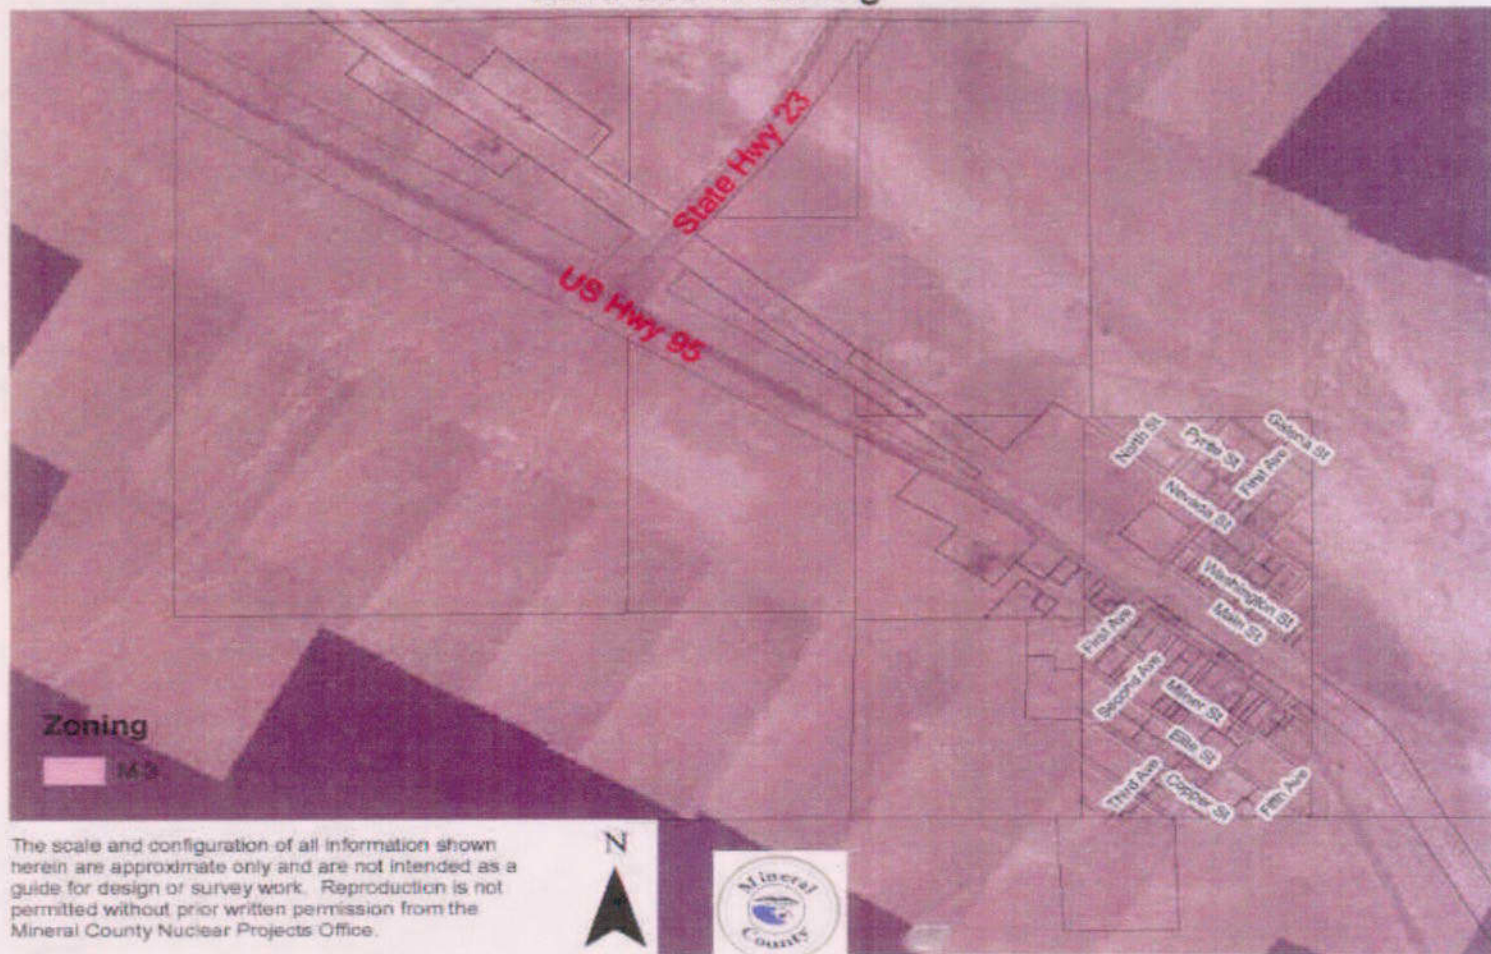 State Hwy 23
US Hwy 95
North St
Pyrite St
Galena St
First Ave
Nevada St
Washington St
Main St
First Ave
Second Ave
Milner St
Elite St
Third Ave
Copper St
Fifth Ave
Zoning
The scale and configuration of all information shown
herein are approximate only and are not intended as a
guide for design or survey work. Reproduction is not
permitted without prior written permission from the
Mineral County Nuclear Projects Office.
N
Mineral
County